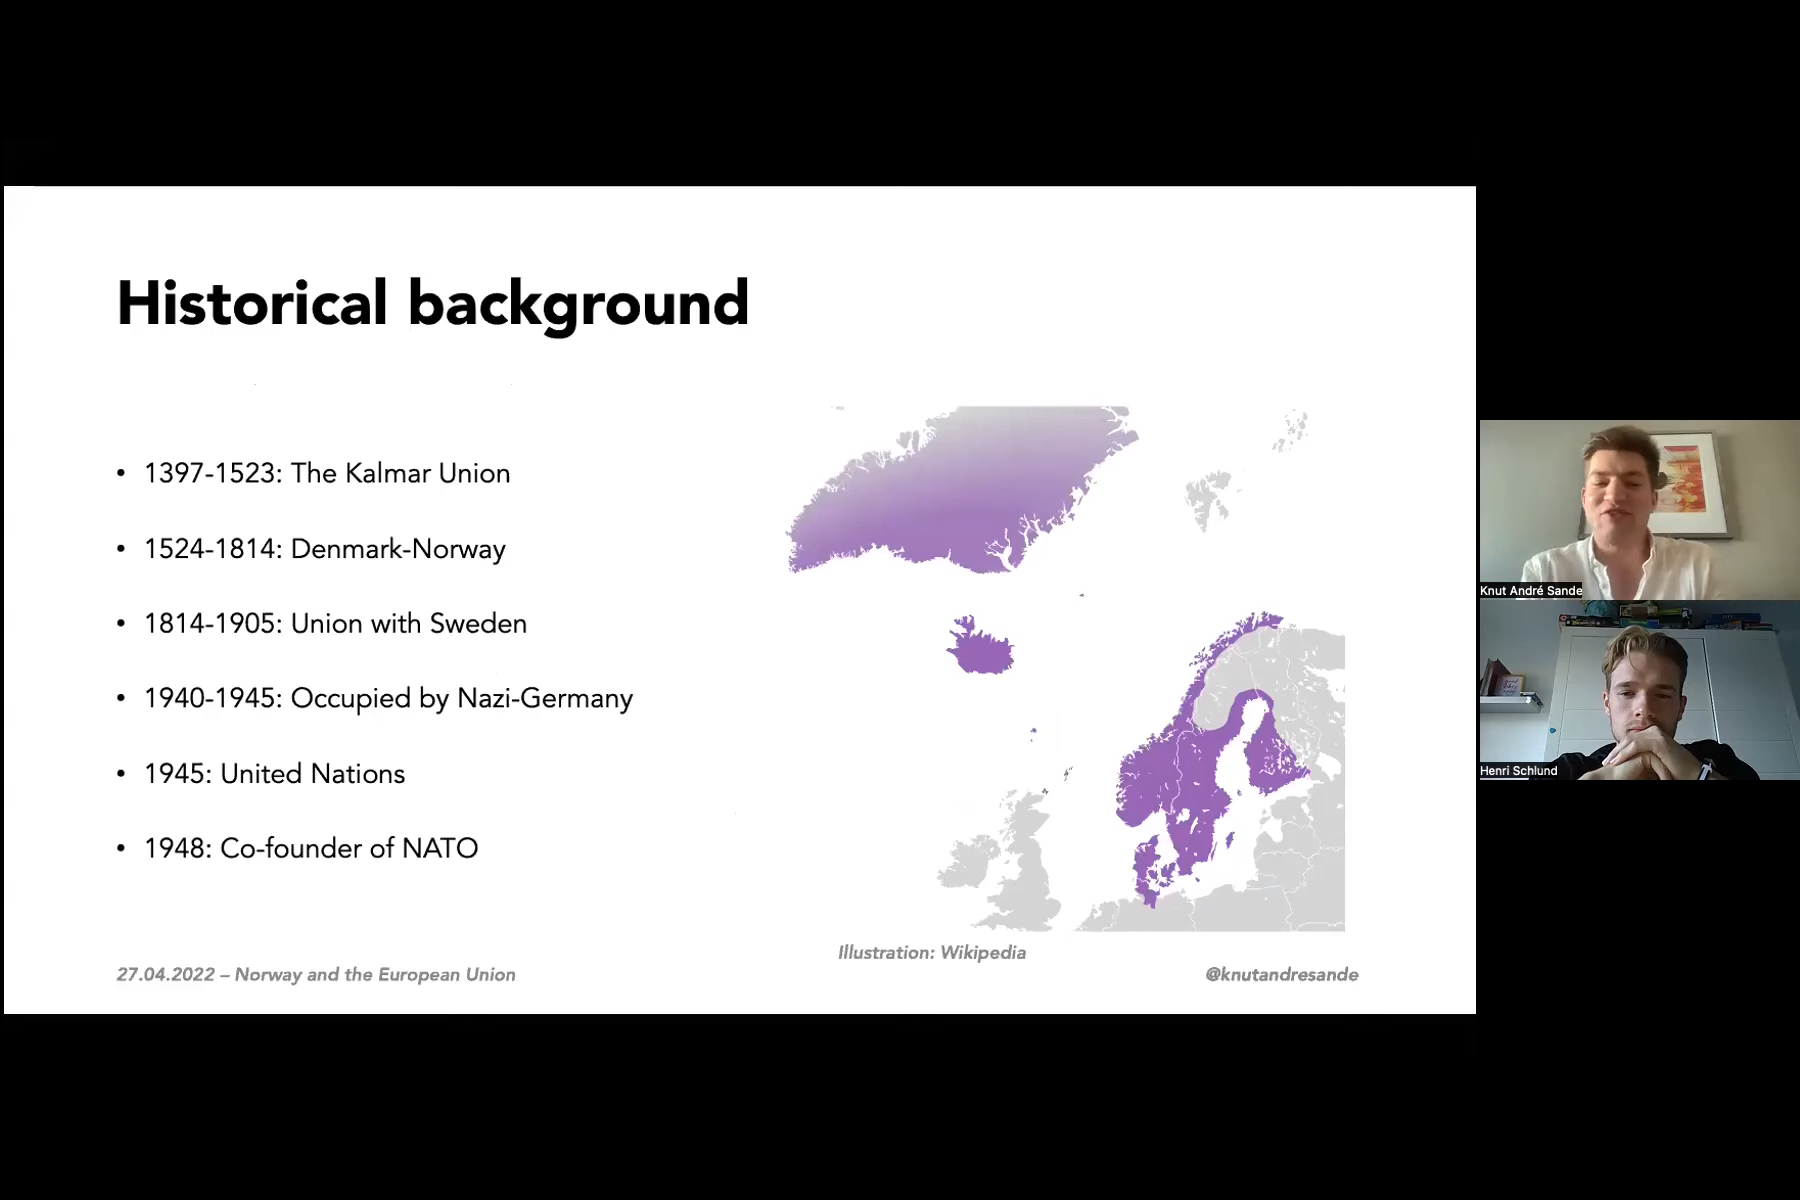 Historical background
• 1397-1523: The Kalmar Union
• 1524-1814: Denmark-Norway
• 1814-1905: Union with Sweden
• 1940-1945: Occupied by Nazi-Germany
• 1945: United Nations
• 1948: Co-founder of NATO
Illustration: Wikipedia
27.04.2022 – Norway and the European Union
@knutandresande
Knut André Sande
Henri Schlund